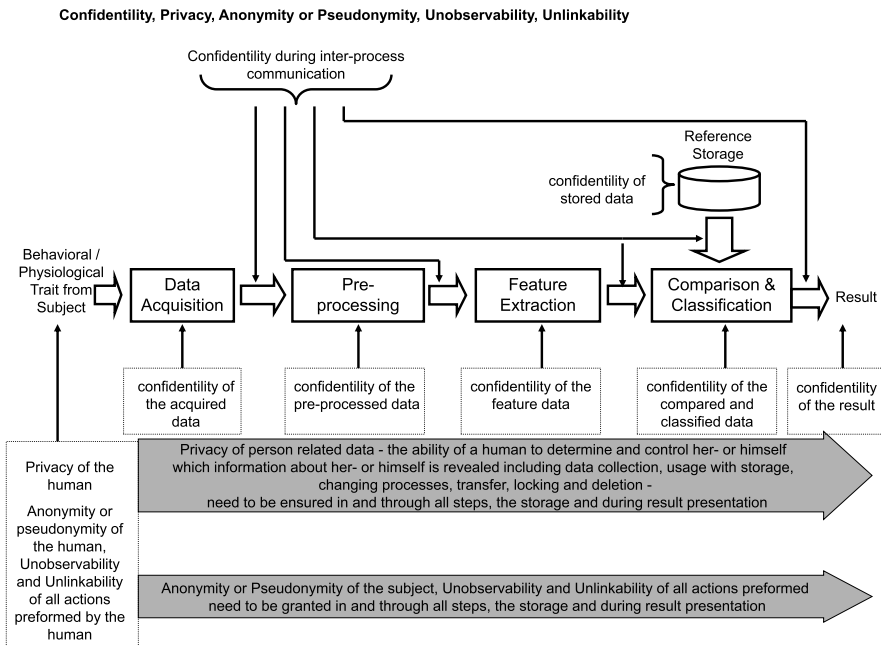 Confidentility, Privacy, Anonymity or Pseudonymity, Unobservability, Unlinkability
Confidentility during inter-process
communication
Reference
Storage
confidentility of
stored data
Behavioral /
Physiological
Trait from
Subject
Data
Acquisition
Pre-
processing
Feature
Extraction
Comparison &
Classification
Result
confidentility of
the acquired
data
confidentility of the
pre-processed data
confidentility of the
feature data
confidentility of the
compared and
classified data
confidentility
of the result
Privacy of the
human
Anonymity or
pseudonymity of
the human,
Unobservability
and Unlinkability
of all actions
preformed by the
human
Privacy of person related data - the ability of a human to determine and control her- or himself
which information about her- or himself is revealed including data collection, usage with storage,
changing processes, transfer, locking and deletion -
need to be ensured in and through all steps, the storage and during result presentation
Anonymity or Pseudonymity of the subject, Unobservability and Unlinkability of all actions preformed
need to be granted in and through all steps, the storage and during result presentation